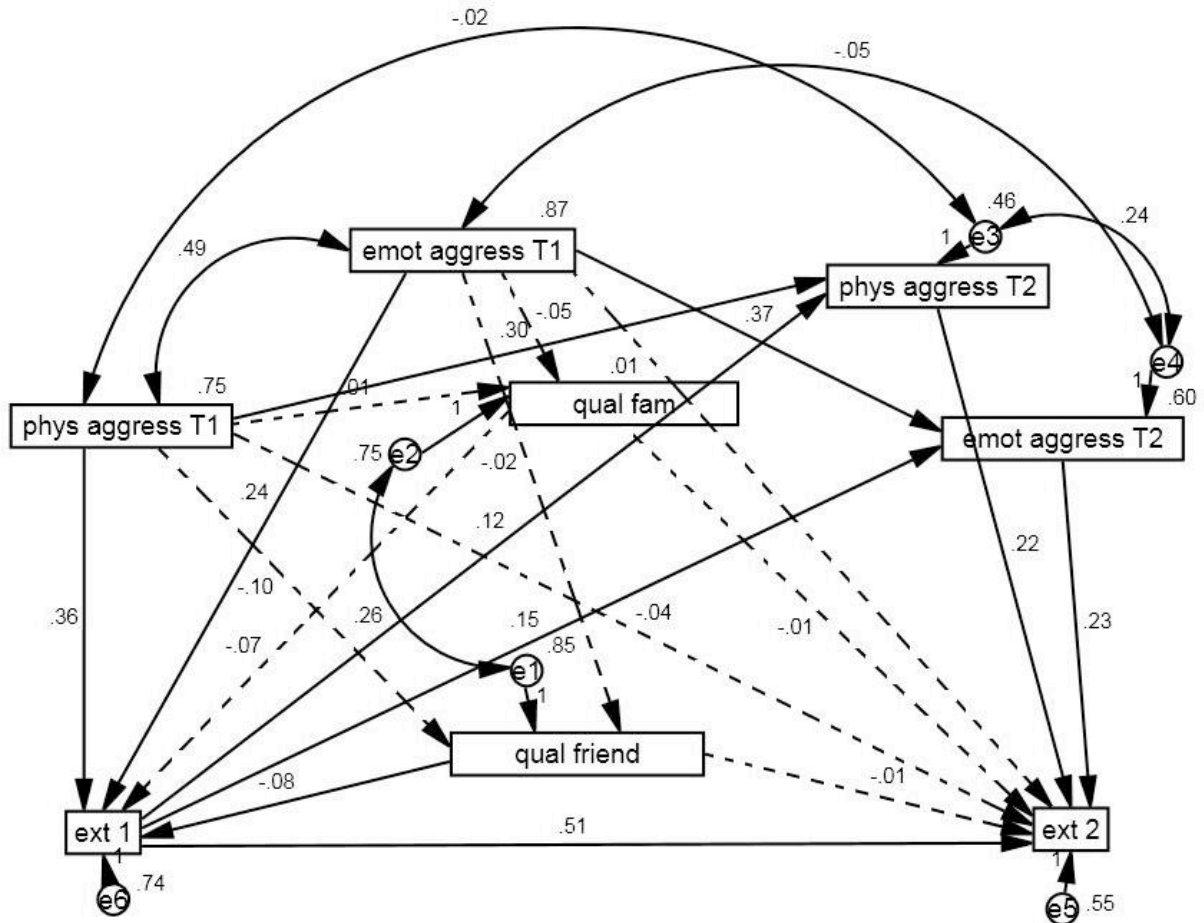 -.02
-.05
.87
.46
.24
e3
1
.49
emot aggress T1
phys aggress T2
-.05
.30
.37
e4
1
.75
.01
.01
.60
phys aggress T1
1
qual fam
emot aggress T2
.75
e2
-.02
.24
.12
.22
-.10
.36
.26
.15
-.04
-.01
.23
-.07
.85
e1
1
qual friend
-.08
-.01
.51
ext 1
ext 2
1
1
e6
.74
e5
.55